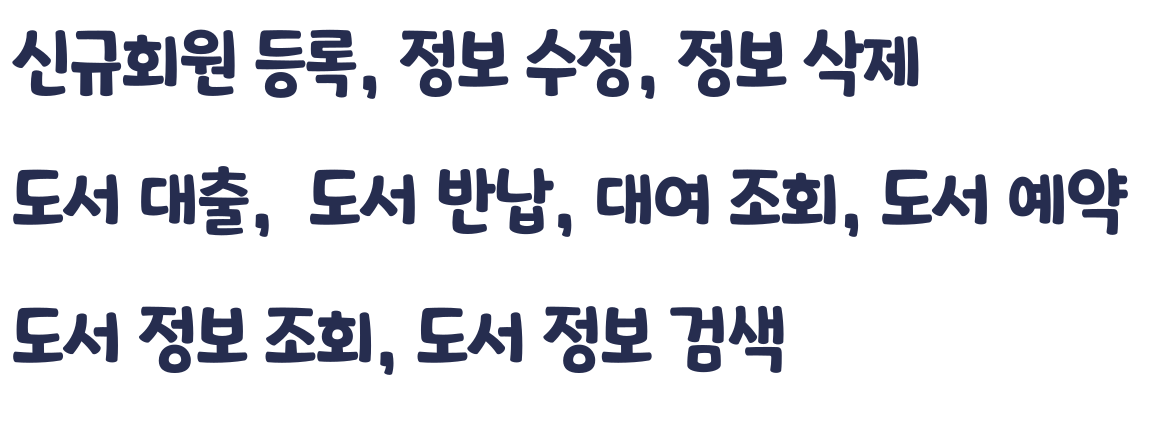 신규회원 등록, 정보 수정, 정보 삭제
도서 대출, 도서 반납, 대여 조회, 도서 예약
도서 정보 조회, 도서 정보 검색